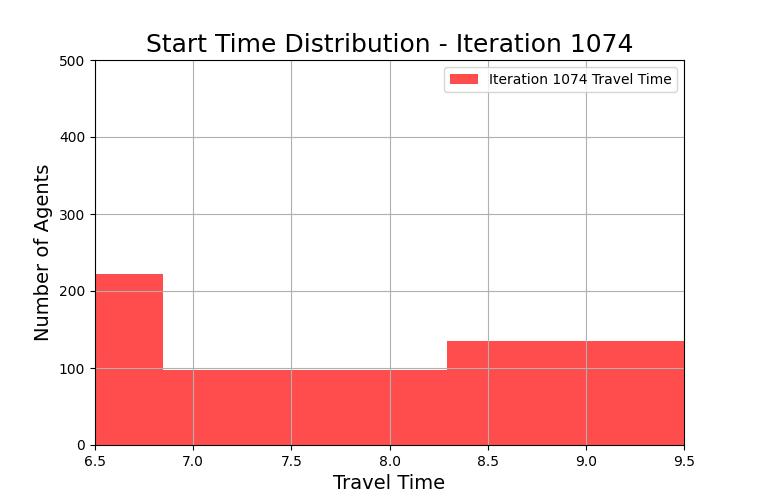 Start Time Distribution - Iteration 1074
Iteration 1074 Travel Time
Number of Agents
500
400
300
200
100
0
6.5 7.0 7.5 8.0 8.5 9.0 9.5
Travel Time